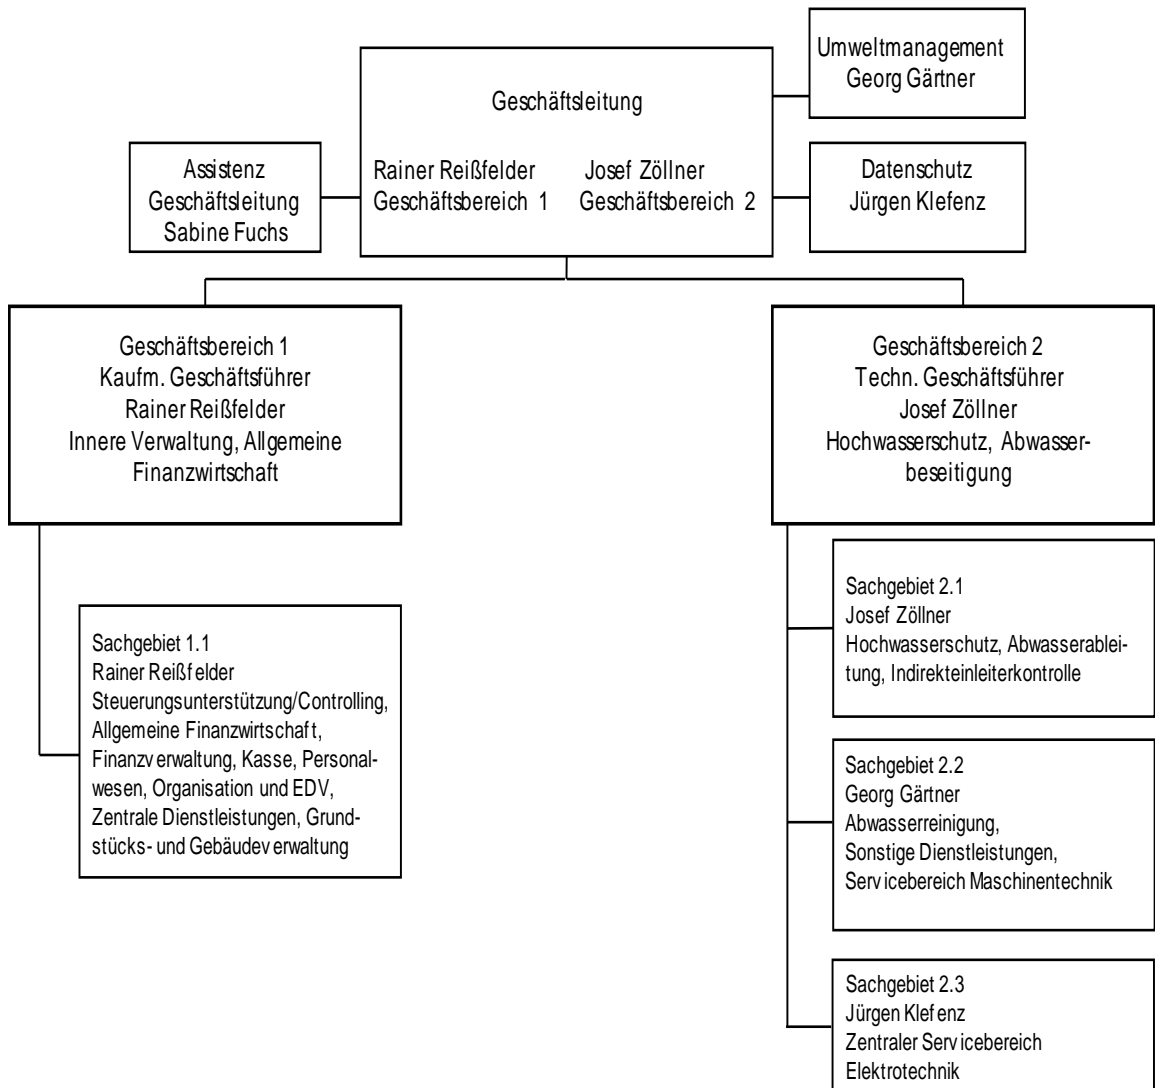 Umweltmanagement
Georg Gärtner
Geschäftsleitung
Rainer Reißfelder Josef Zöllner
Geschäftsbereich 1 Geschäftsbereich 2
Assistenz
Geschäftsleitung
Sabine Fuchs
Datenschutz
Jürgen Klefenz
Geschäftsbereich 1
Kaufm. Geschäftsführer
Rainer Reißfelder
Innere Verwaltung, Allgemeine
Finanzwirtschaft
Geschäftsbereich 2
Techn. Geschäftsführer
Josef Zöllner
Hochwasserschutz, Abwasser-
beseitigung
Sachgebiet 1.1
Rainer Reißfelder
Steuerungsunterstützung/Controlling,
Allgemeine Finanzwirtschaft,
Finanzverwaltung, Kasse, Personal-
wesen, Organisation und EDV,
Zentrale Dienstleistungen, Grund-
stücks- und Gebäudeverwaltung
Sachgebiet 2.1
Josef Zöllner
Hochwasserschutz, Abwasserablei-
tung, Indirekteinleiterkontrolle
Sachgebiet 2.2
Georg Gärtner
Abwasserreinigung,
Sonstige Dienstleistungen,
Servicebereich Maschinentechnik
Sachgebiet 2.3
Jürgen Klefenz
Zentraler Servicebereich
Elektrotechnik